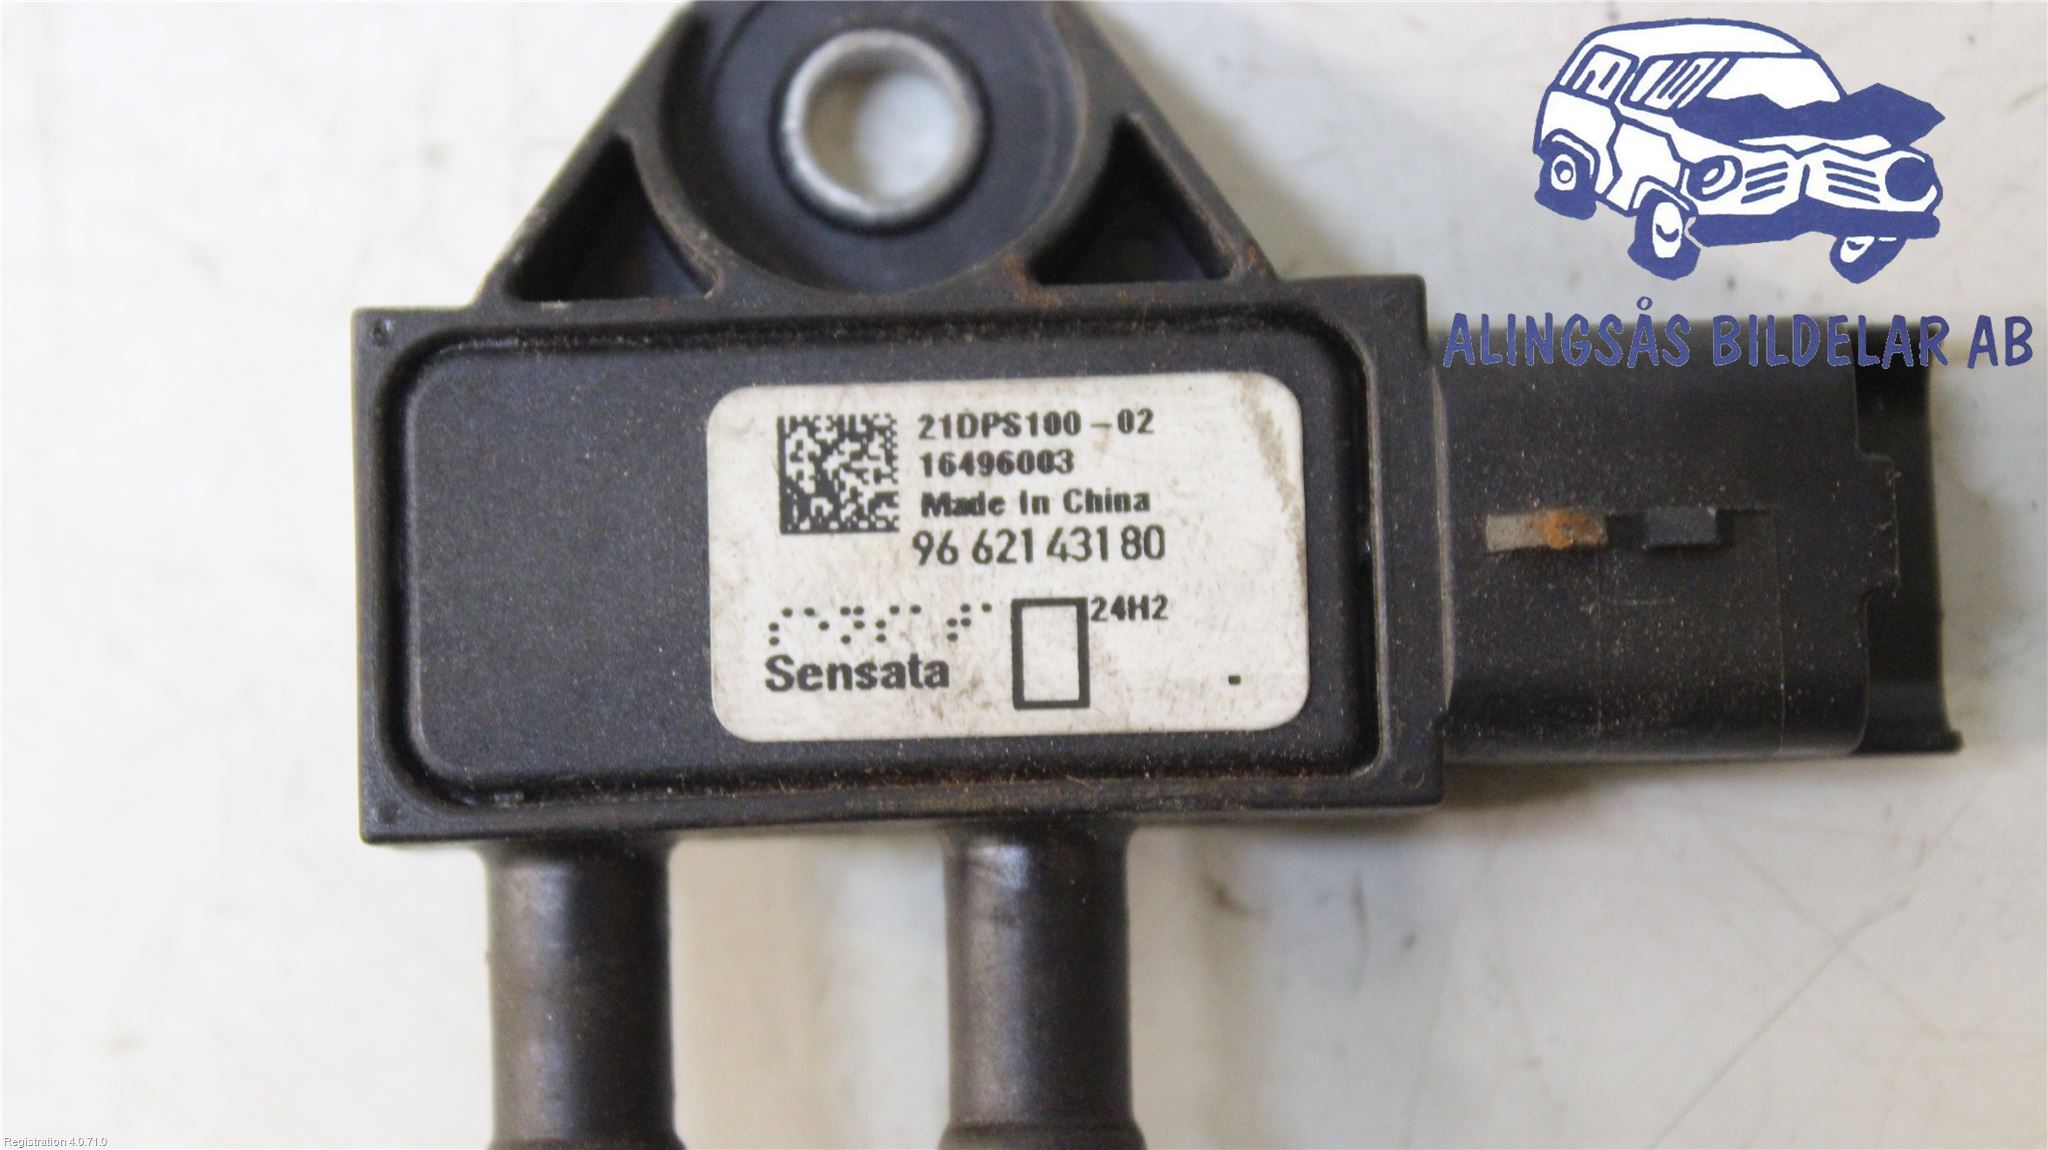 ALINGSÅS BILDELAR AB
21DPS100-02
16496003
Made In China
96 621 431 80
24H2
Sensata
Registration 4.0.71.0